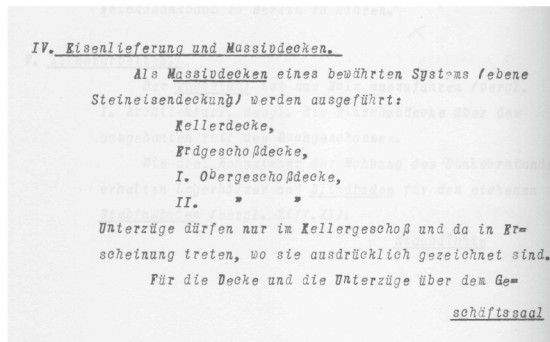 IV. Eisenlieferung und Massivdecken.
Als Massivdecken eines bewährten Systems /ebene
Steineisendeckung/ werden ausgeführt:
Kellerdecke,
Erdgeschoßdecke,
I. Obergeschoßdecke,
II. " "
Unterzüge dürfen nur im Kellergeschoß und da in Er=
scheinung treten, wo sie ausdrücklich gezeichnet sind.
Für die Decke und die Unterzüge über dem Ge=
schäftssaal